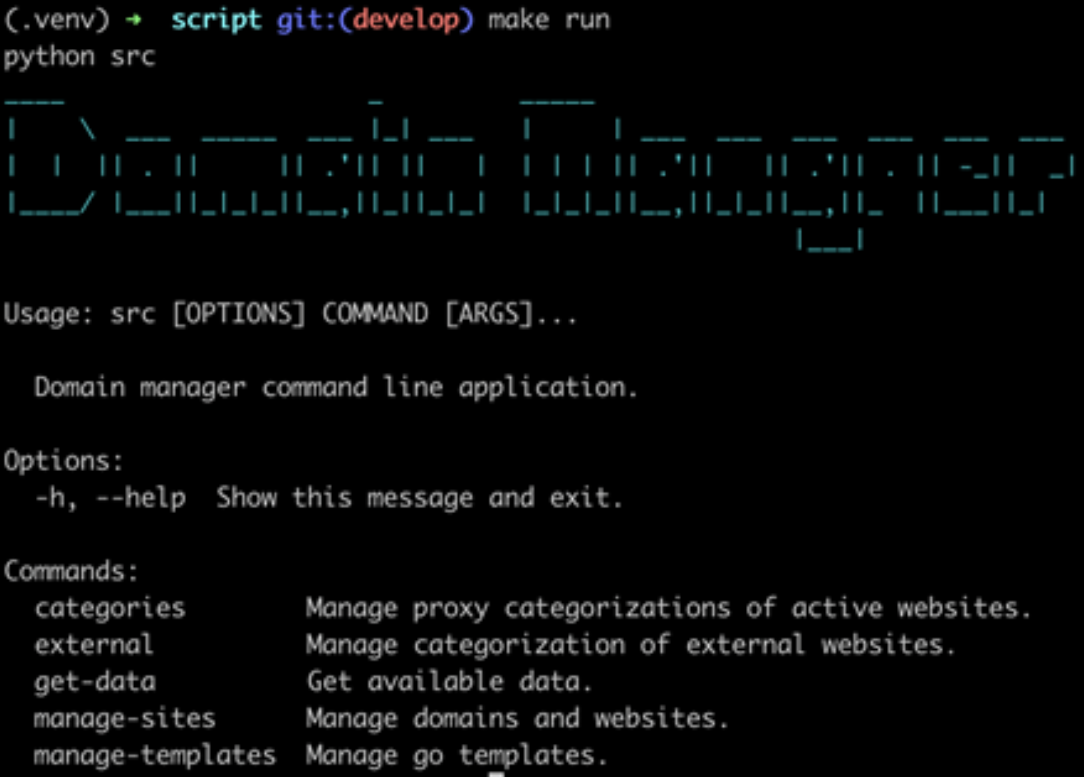 (.venv) → script git:(develop) make run
python src
Domain Manager
Usage: src [OPTIONS] COMMAND [ARGS]...
Domain manager command line application.
Options:
-h, --help  Show this message and exit.
Commands:
categories  Manage proxy categorizations of active websites.
external  Manage categorization of external websites.
get-data  Get available data.
manage-sites  Manage domains and websites.
manage-templates  Manage go templates.